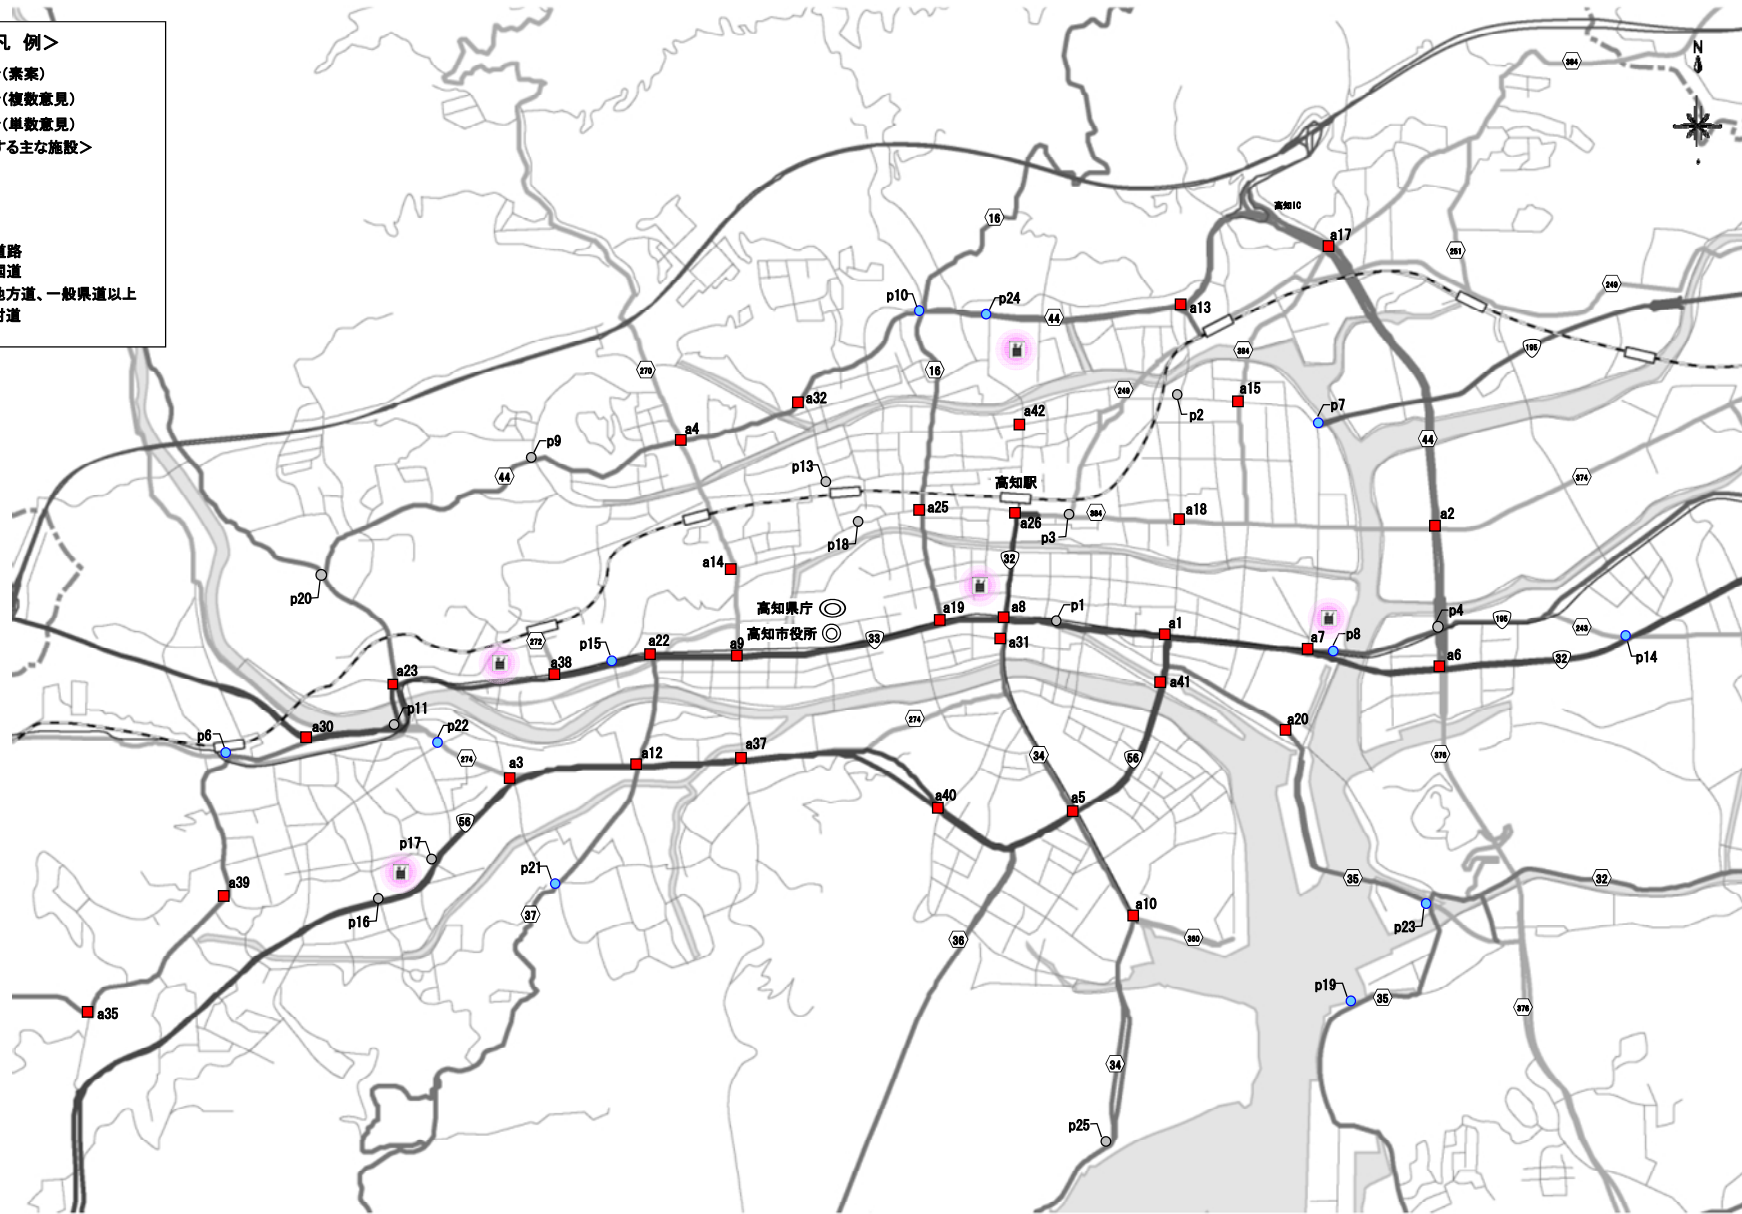 凡 例>
(素案)
(複数意見)
(単数意見)
する主な施設>
道路
国道
地方道、一般県道以上
村道
N
384
高知IC
16
a17
251
249
p10
p24
a13
44
195
270
16
384
249
a15
p2
a32
p7
a42
a4
p9
44
44
p13
374
高知駅
a25
a26
p3
384
a18
a2
p18
32
a14
p20
高知県庁
高知市役所
a19
a8
p1
a1
p4
195
243
272
p15
a22
a9
33
a31
a7
p8
a6
32
p14
a38
a23
a41
p11
a30
p6
p22
274
a20
274
a3
a12
a37
34
56
376
a40
a5
56
p17
p21
a39
35
32
p16
37
a10
p23
36
350
p19
35
376
a35
34
p25